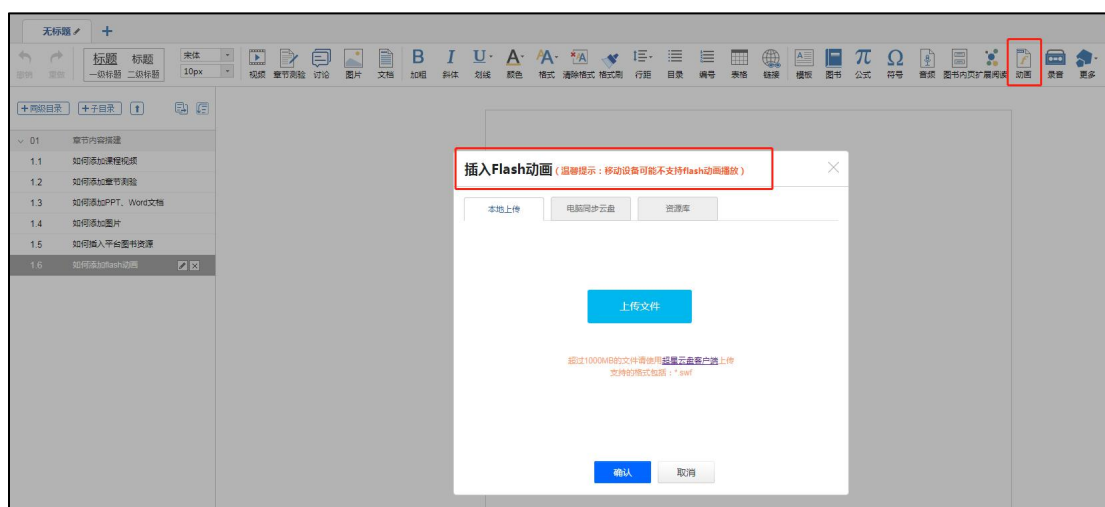 无标题
标题 标题
一级标题 二级标题
宋体
10px
B I U A A
视频 章节测验 讨论 图片 文档 加粗 斜体 划线 颜色 格式 清除格式 格式刷 行距 目录 编号 表格 链接 模板 图书 公式 符号 音频 图书内页 扩展阅读 动画 录音 更多
+同级目录 +子目录
01 章节内容搭建
1.1 如何添加课程视频
1.2 如何添加章节测验
1.3 如何添加PPT、Word文档
1.4 如何添加图片
1.5 如何插入平台图书资源
1.6 如何添加flash动画
插入Flash动画(温馨提示:移动设备可能不支持flash动画播放)
本地上传 电脑同步云盘 资源库
上传文件
超过1000MB的文件请使用超星云盘客户端上传
支持的格式包括:*.swf
确认 取消